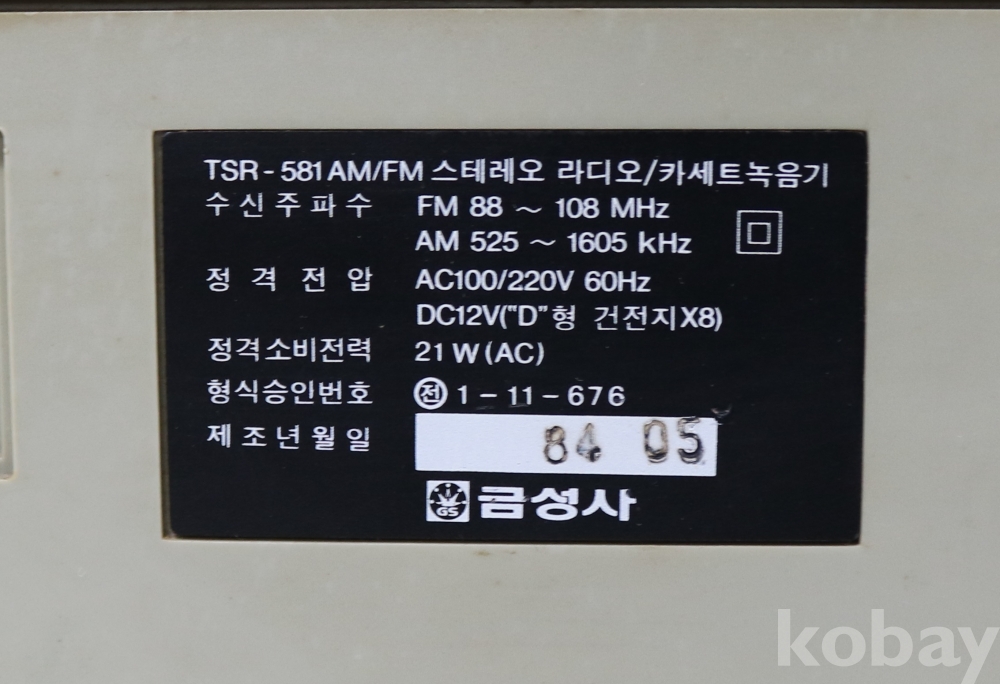 TSR-581 AM/FM 스테레오 라디오/카세트녹음기
수신주파수 FM 88 ~ 108 MHz
AM 525 ~ 1605 kHz
정격전압 AC100/220V 60Hz
DC12V("D"형 건전지X8)
정격소비전력 21W(AC)
형식승인번호 전 1-11-676
제조년월일 84 05
GS 금성사
kobay